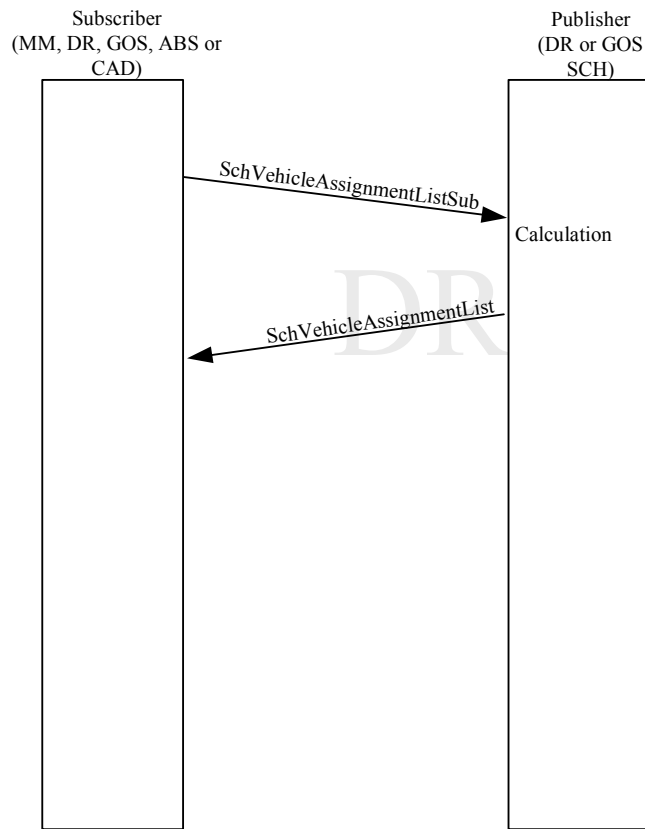 Subscriber
(MM, DR, GOS, ABS or
CAD)
Publisher
(DR or GOS
SCH)
SchVehicleAssignmentListSub
Calculation
DR
SchVehicleAssignmentList